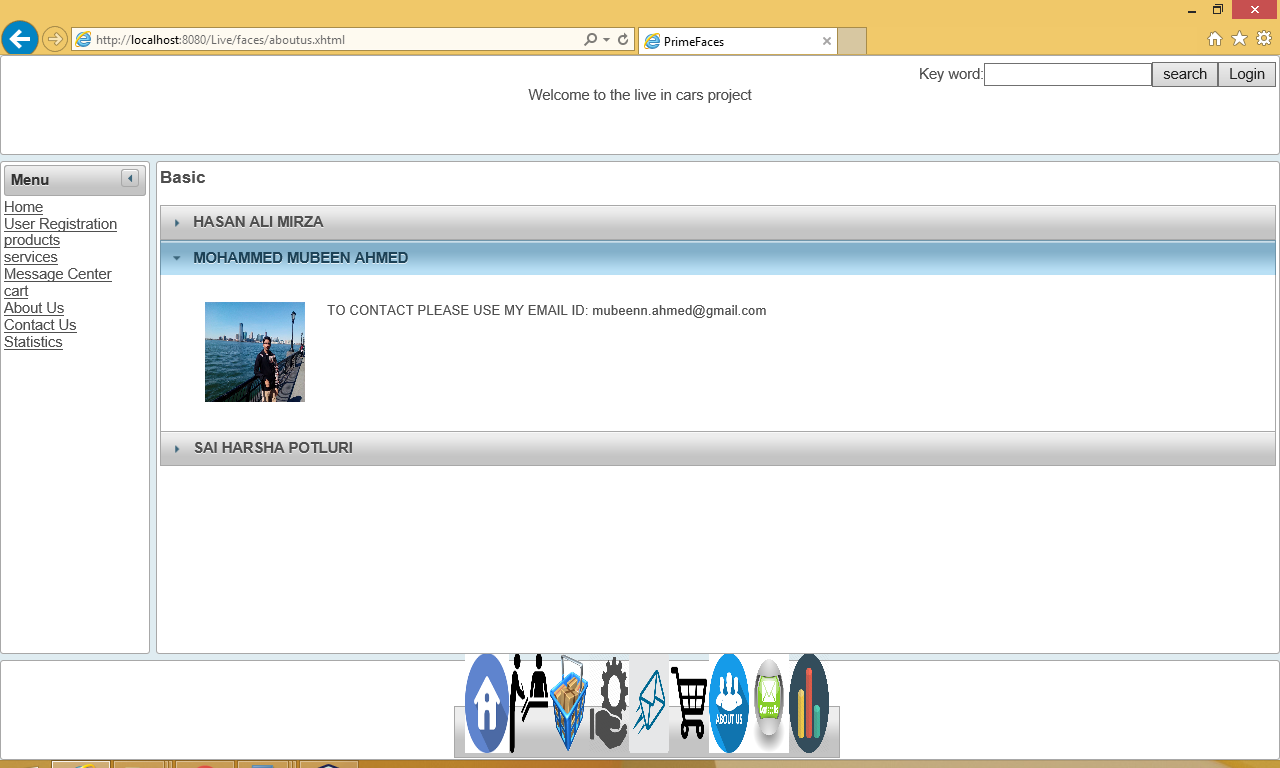 http://localhost:8080/Live/faces/aboutus.xhtml
PrimeFaces
Key word:
search
Login
Welcome to the live in cars project
Menu
Home
User Registration
products
services
Message Center
cart
About Us
Contact Us
Statistics
Basic
HASAN ALI MIRZA
MOHAMMED MUBEEN AHMED
TO CONTACT PLEASE USE MY EMAIL ID: mubeenn.ahmed@gmail.com
SAI HARSHA POTLURI
ABOUT US
Contact Us